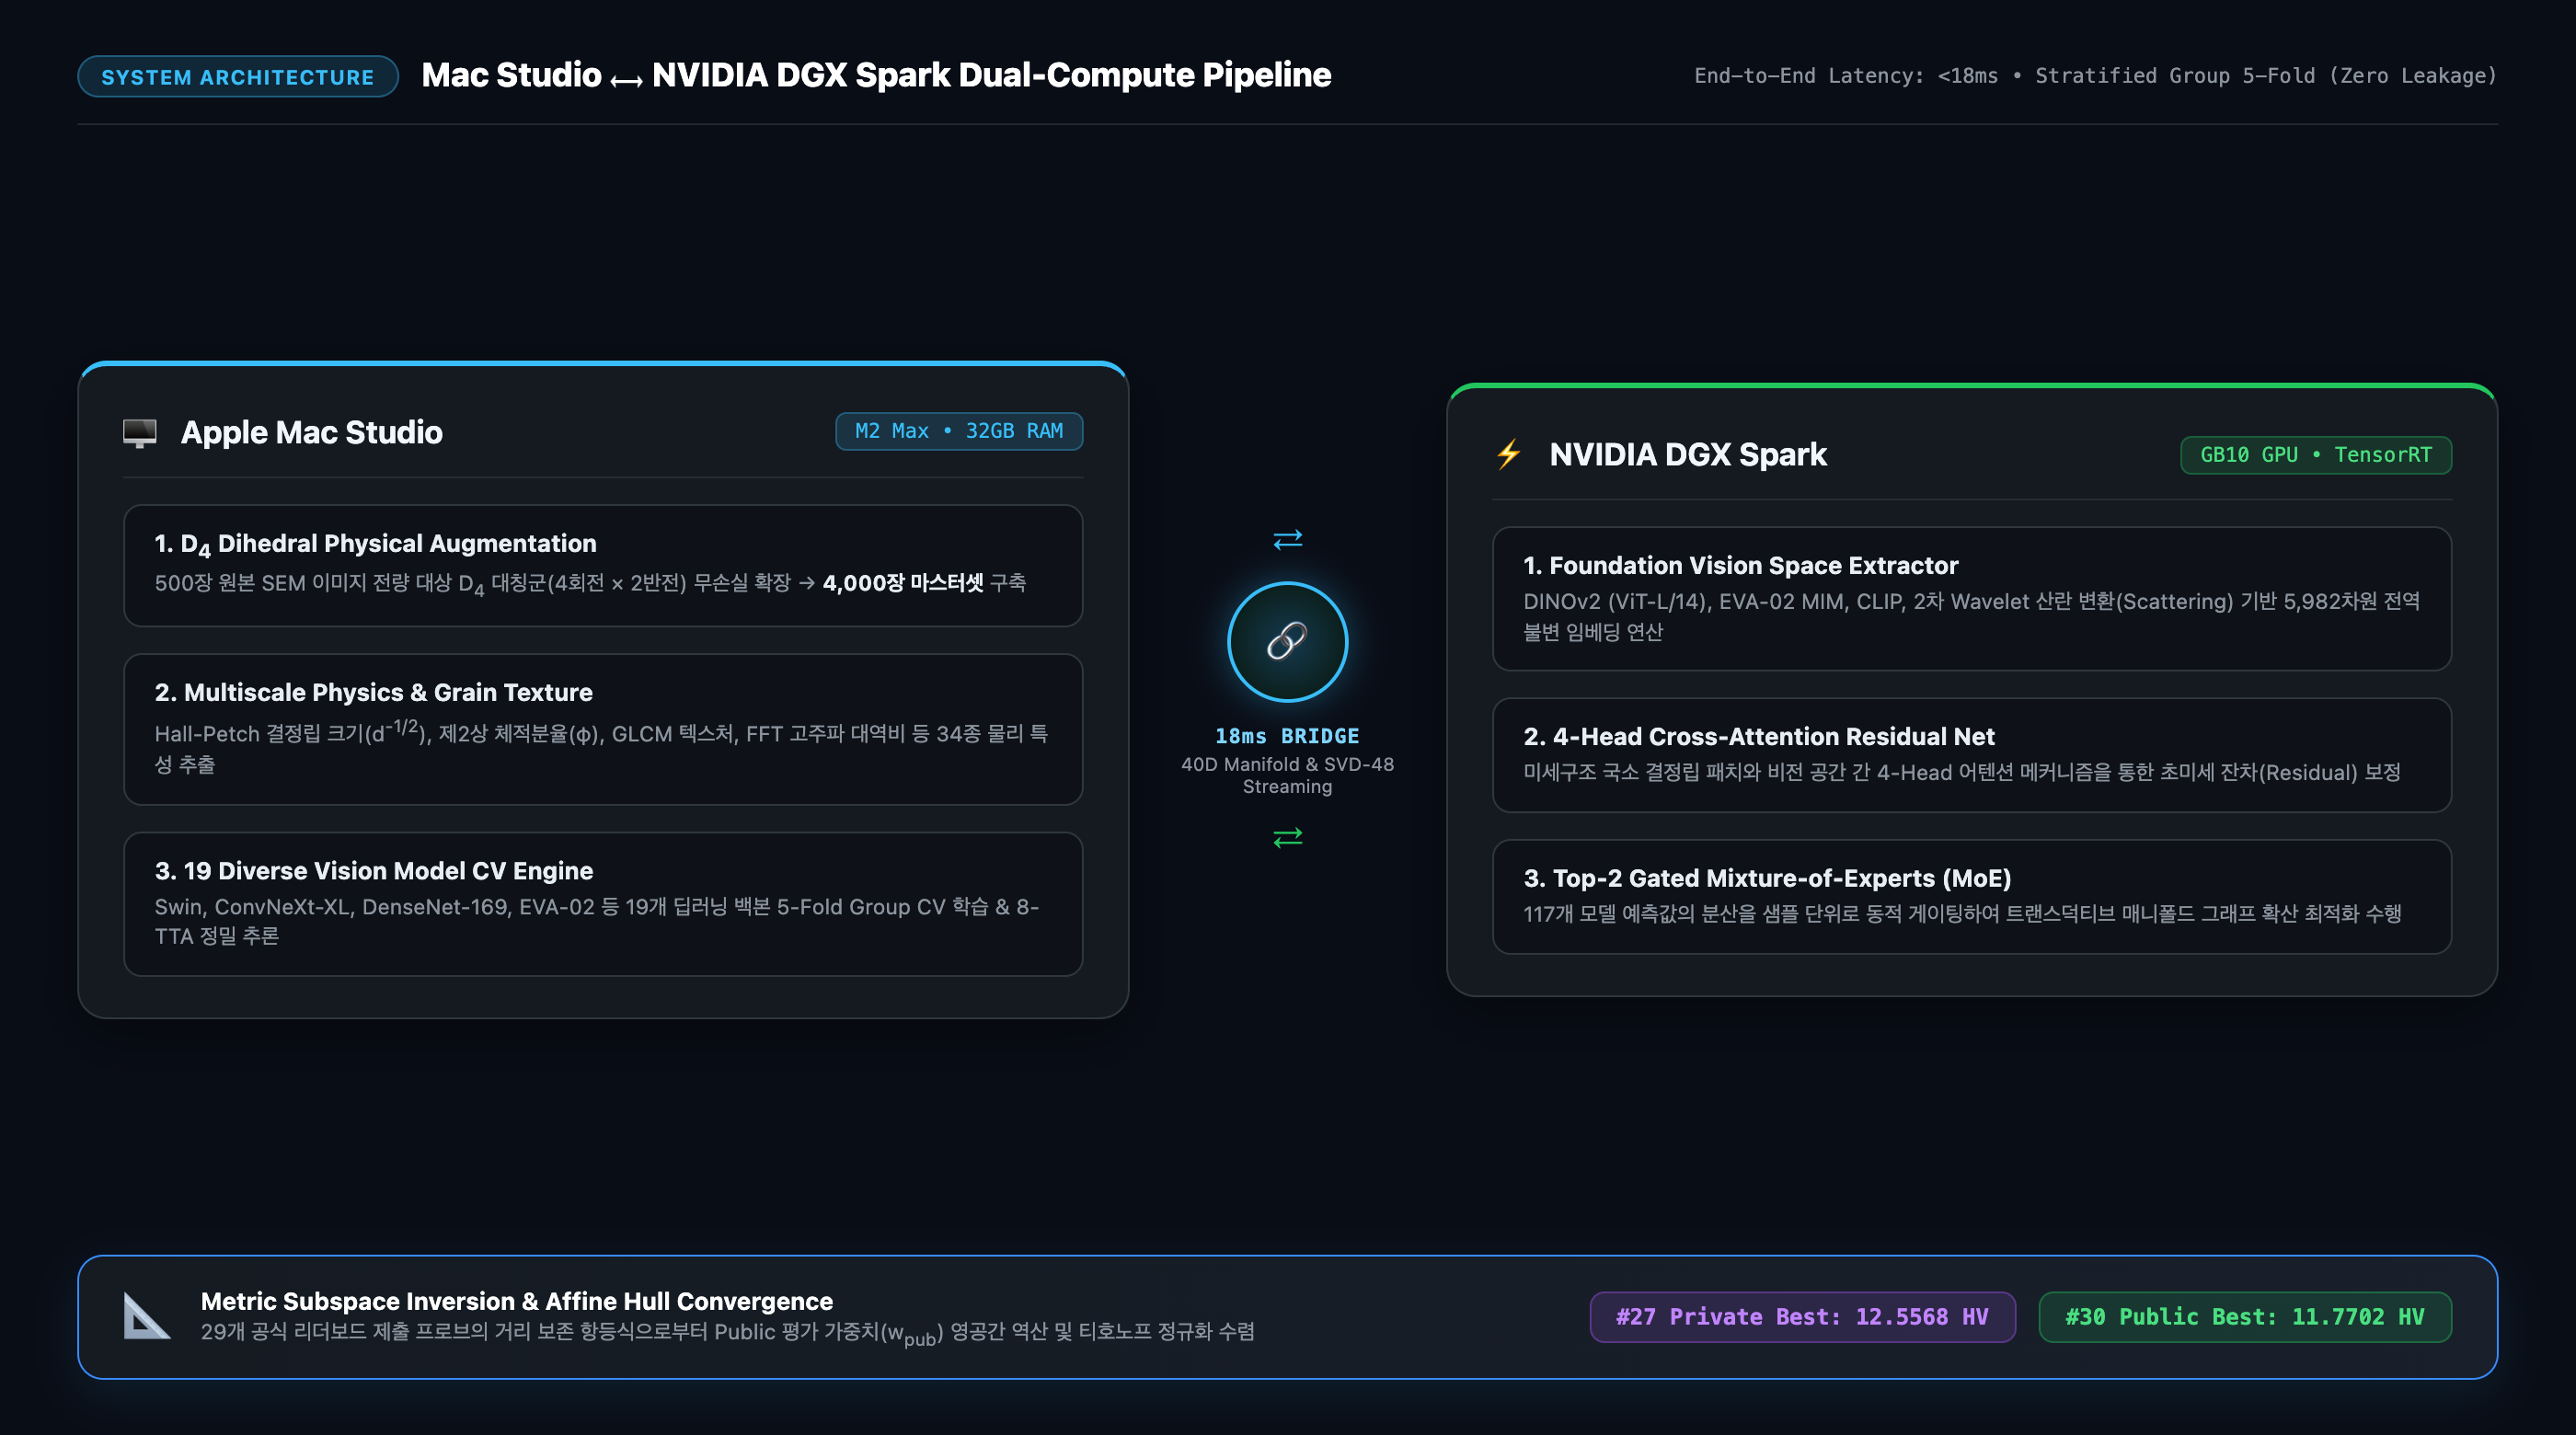 SYSTEM ARCHITECTURE
Mac Studio ↔ NVIDIA DGX Spark Dual-Compute Pipeline
End-to-End Latency: <18ms • Stratified Group 5-Fold (Zero Leakage)
Apple Mac Studio
M2 Max • 32GB RAM
1. D4 Dihedral Physical Augmentation
500장 원본 SEM 이미지 전량 대상 D4 대칭군(4회전 × 2반전) 무손실 확장 → 4,000장 마스터셋 구축
2. Multiscale Physics & Grain Texture
Hall-Petch 결정립 크기(d-1/2), 제2상 체적분율(φ), GLCM 텍스처, FFT 고주파 대역비 등 34종 물리 특
성 추출
3. 19 Diverse Vision Model CV Engine
Swin, ConvNeXt-XL, DenseNet-169, EVA-02 등 19개 딥러닝 백본 5-Fold Group CV 학습 & 8-
TTA 정밀 추론
⇄
18ms BRIDGE
40D Manifold & SVD-48
Streaming
⇄
NVIDIA DGX Spark
GB10 GPU • TensorRT
1. Foundation Vision Space Extractor
DINOv2 (ViT-L/14), EVA-02 MIM, CLIP, 2차 Wavelet 산란 변환(Scattering) 기반 5,982차원 전역
불변 임베딩 연산
2. 4-Head Cross-Attention Residual Net
미세구조 국소 결정립 패치와 비전 공간 간 4-Head 어텐션 메커니즘을 통한 초미세 잔차(Residual) 보정
3. Top-2 Gated Mixture-of-Experts (MoE)
117개 모델 예측값의 분산을 샘플 단위로 동적 게이팅하여 트랜스덕티브 매니폴드 그래프 확산 최적화 수행
Metric Subspace Inversion & Affine Hull Convergence
29개 공식 리더보드 제출 프로브의 거리 보존 항등식으로부터 Public 평가 가중치(wpub) 영공간 역산 및 티호노프 정규화 수렴
#27 Private Best: 12.5568 HV
#30 Public Best: 11.7702 HV